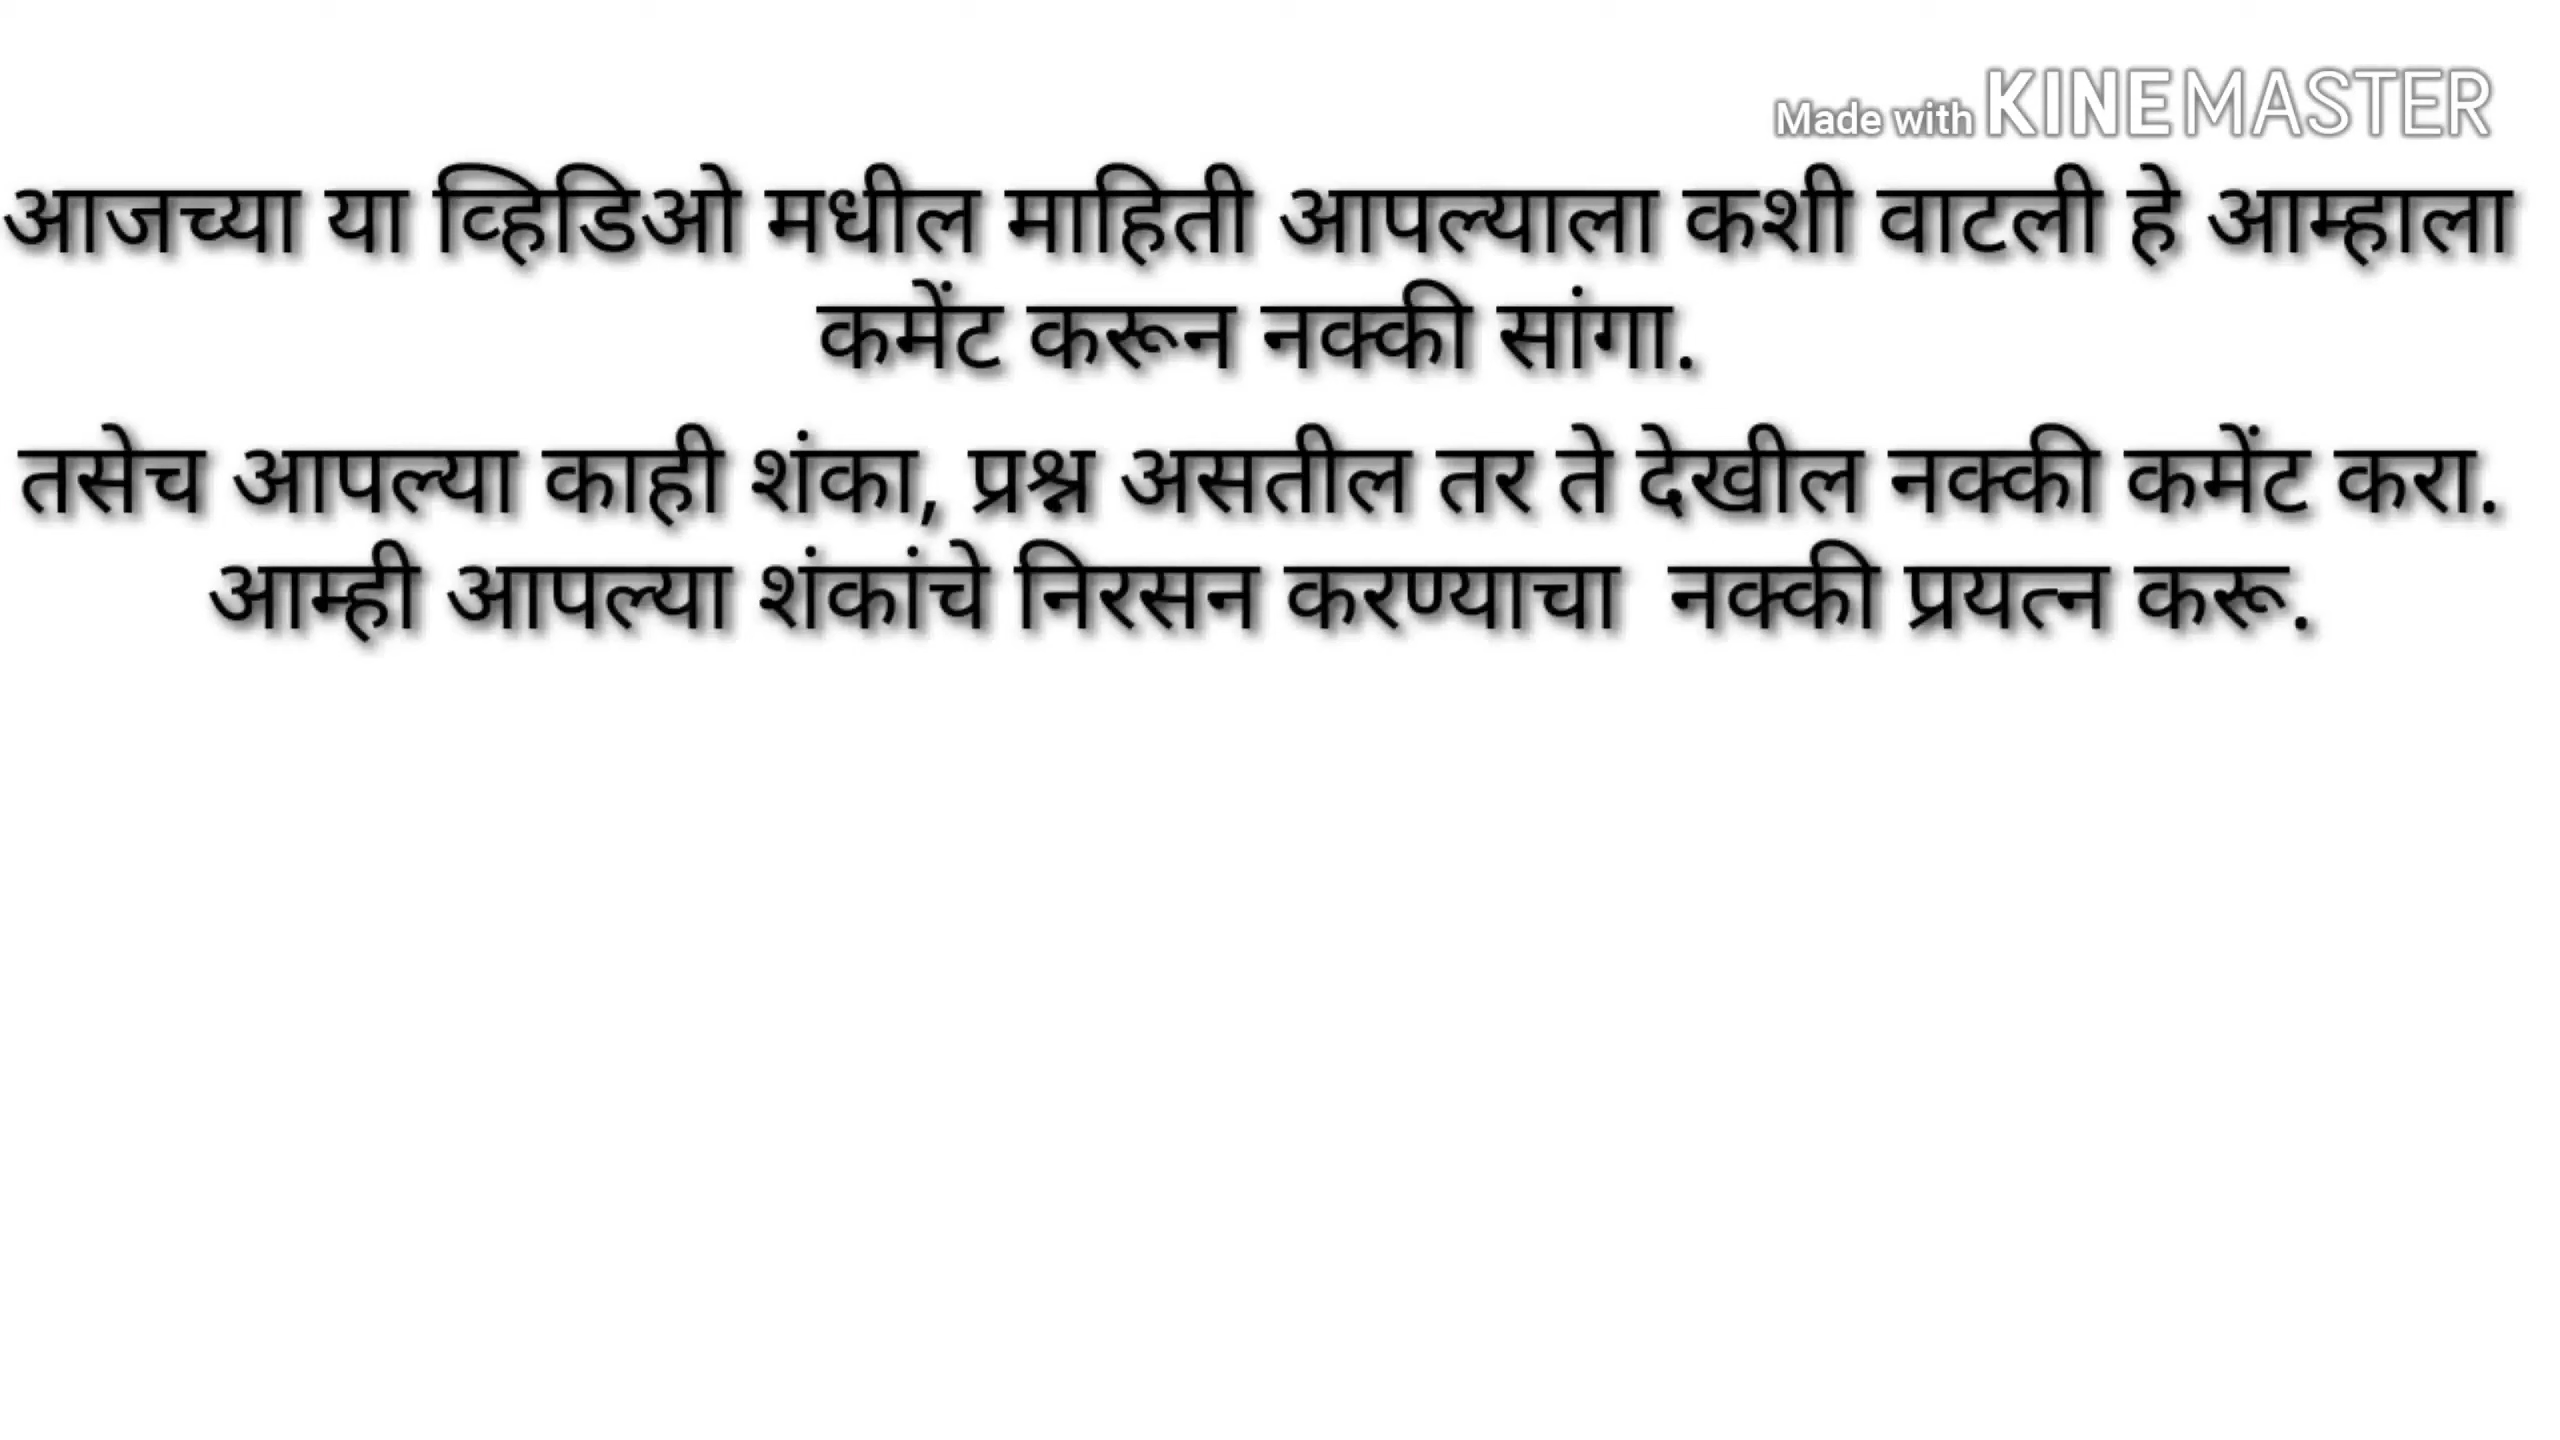 Made with KINEMASTER
आजच्या या व्हिडिओ मधील माहिती आपल्याला कशी वाटली हे आम्हाला
कमेंट करून नक्की सांगा.
तसेच आपल्या काही शंका, प्रश्न असतील तर ते देखील नक्की कमेंट करा.
आम्ही आपल्या शंकांचे निरसन करण्याचा नक्की प्रयत्न करू.